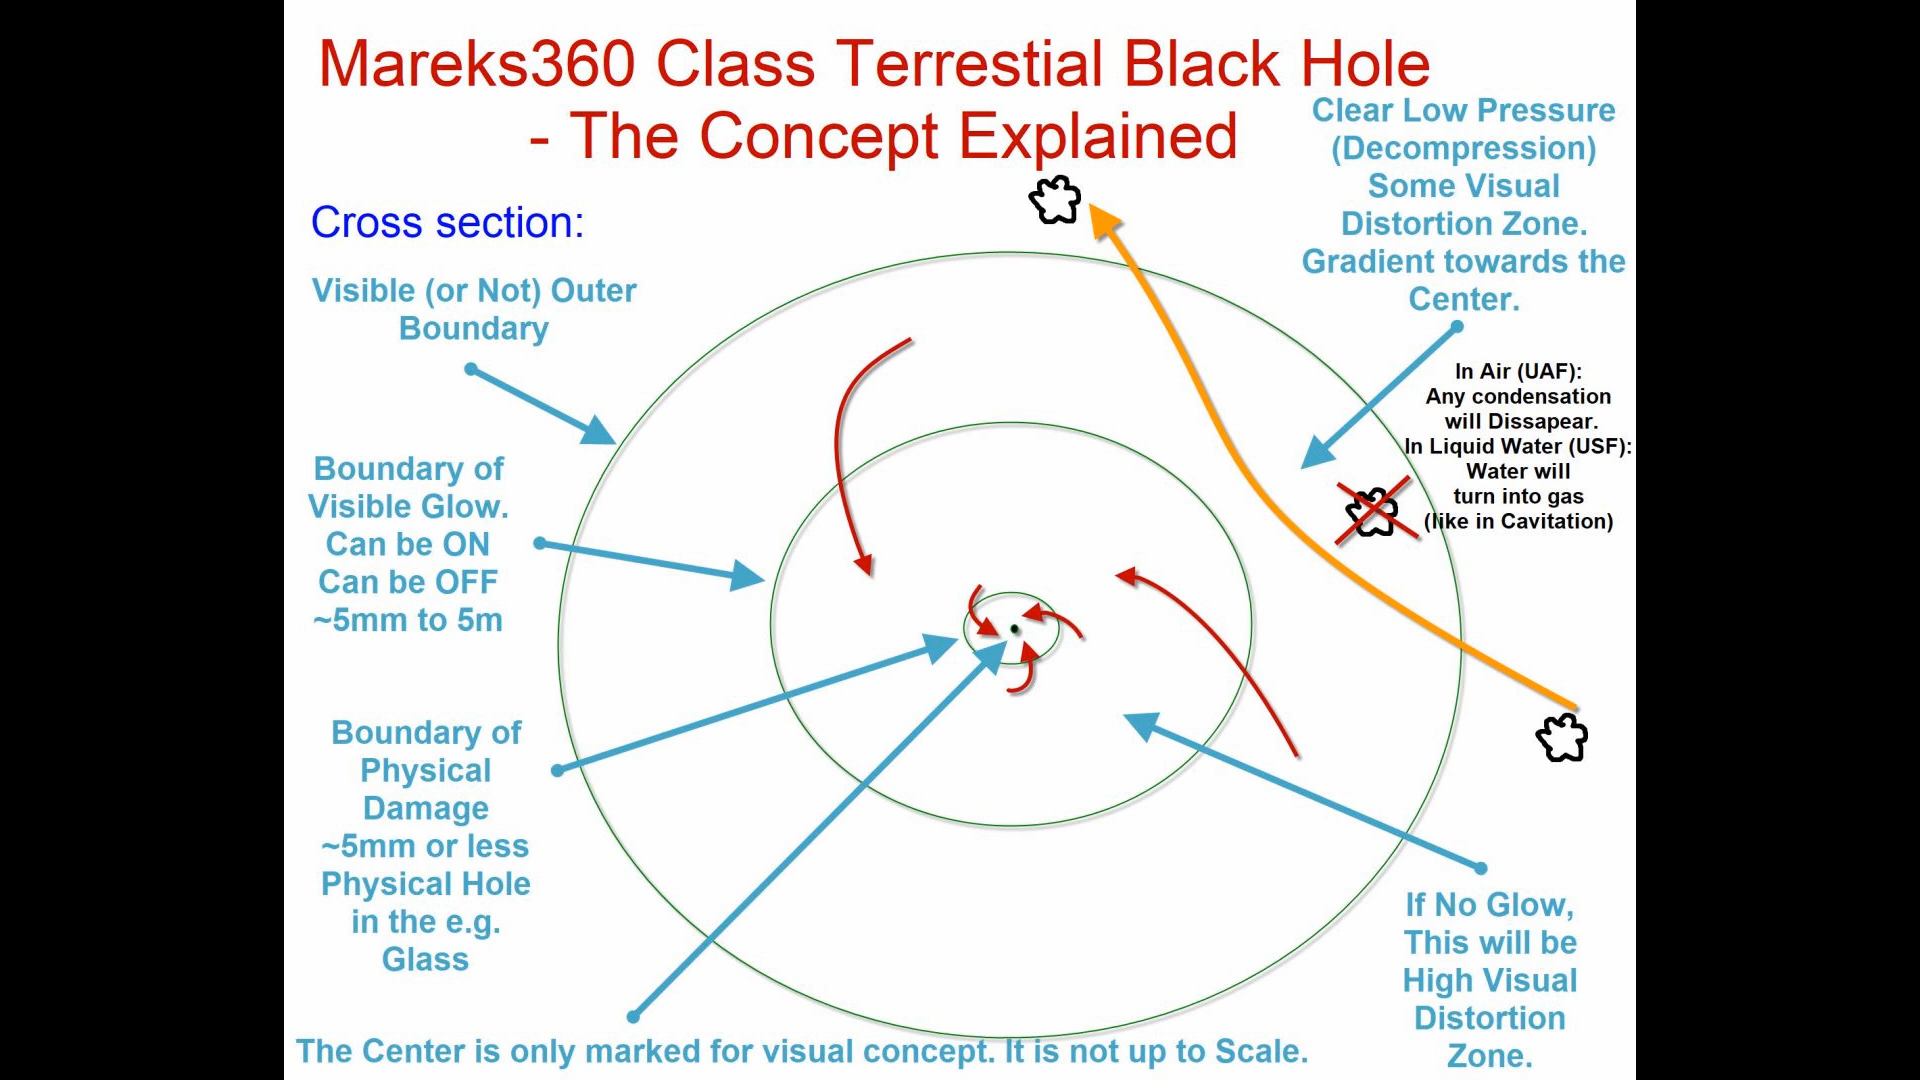 Mareks360 Class Terrestial Black Hole
- The Concept Explained
Cross section:
Visible (or Not) Outer
Boundary
Boundary of
Visible Glow.
Can be ON
Can be OFF
~5mm to 5m
Boundary of
Physical
Damage
~5mm or less
Physical Hole
in the e.g.
Glass
Clear Low Pressure
(Decompression)
Some Visual
Distortion Zone.
Gradient towards the
Center.
In Air (UAF):
Any condensation
will Dissapear.
In Liquid Water (USF):
Water will
turn into gas
(like in Cavitation)
If No Glow,
This will be
High Visual
Distortion
Zone.
The Center is only marked for visual concept. It is not up to Scale.